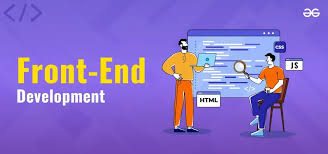 </>
Front-End
Development
CSS
JS
HTML
</>